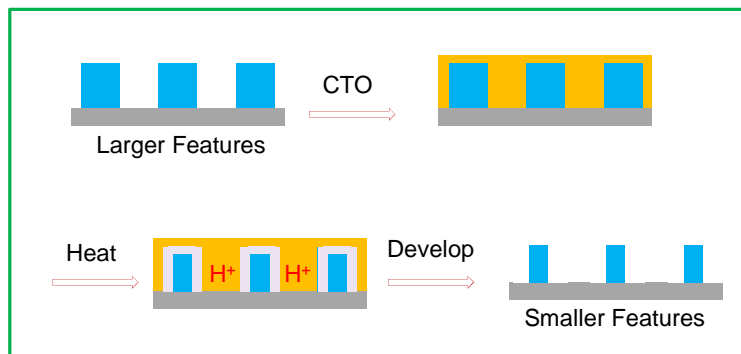 CTO
Larger Features
Heat
H⁺ H⁺
Develop
Smaller Features